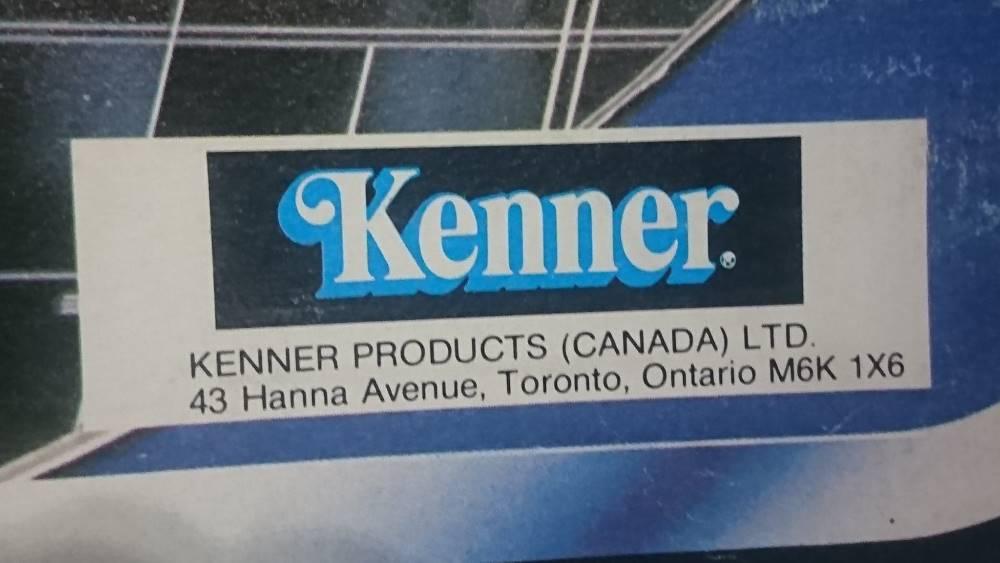 Kenner
KENNER PRODUCTS (CANADA) LTD.
43 Hanna Avenue, Toronto, Ontario M6K 1X6